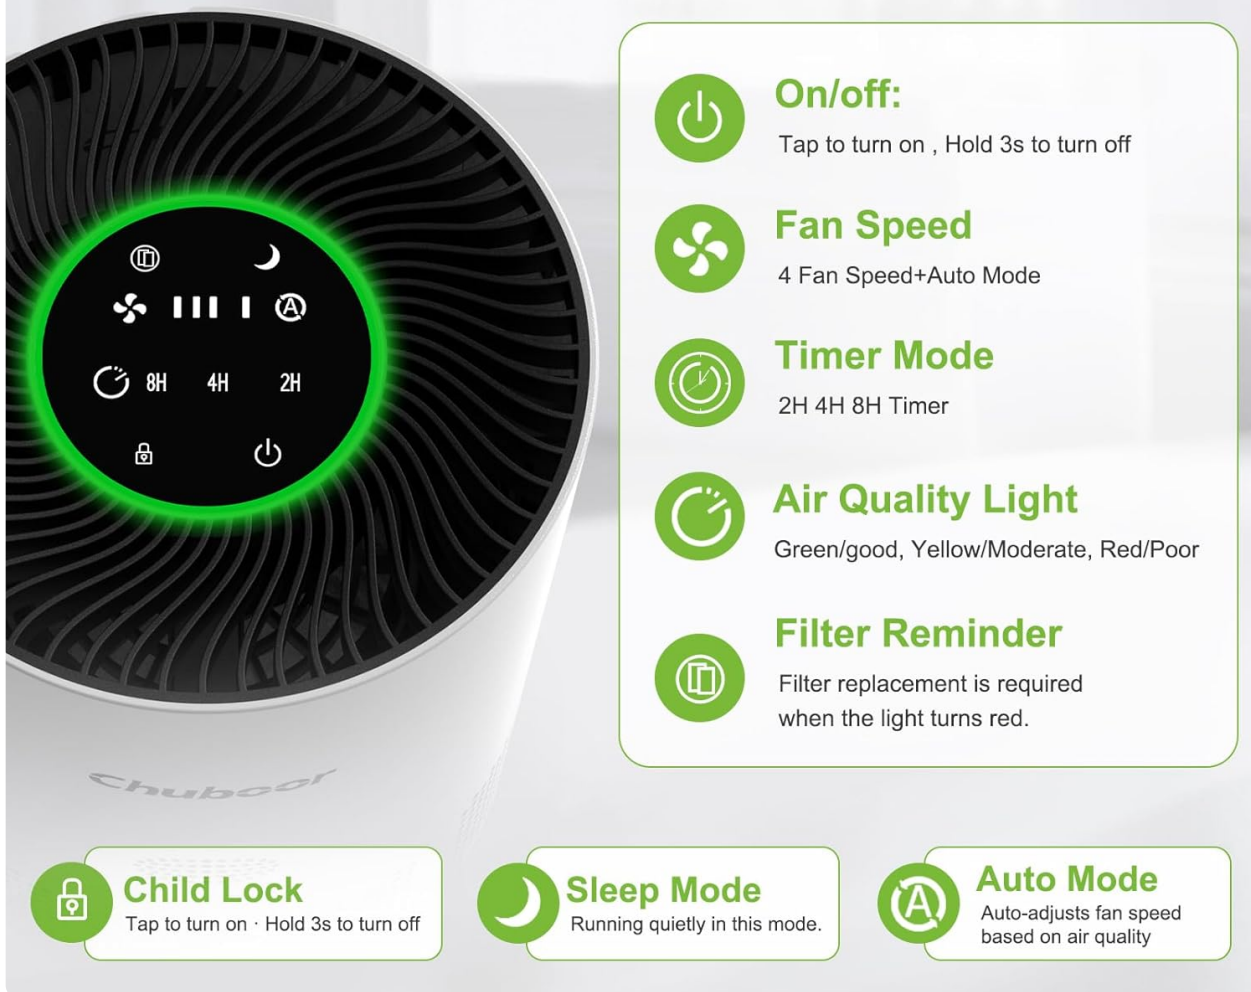 On/off:
Tap to turn on , Hold 3s to turn off
Fan Speed
4 Fan Speed+Auto Mode
Timer Mode
2H 4H 8H Timer
Air Quality Light
Green/good, Yellow/Moderate, Red/Poor
Filter Reminder
Filter replacement is required
when the light turns red.
A
8H 4H 2H
Chuboor
Child Lock
Tap to turn on · Hold 3s to turn off
Sleep Mode
Running quietly in this mode.
A
Auto Mode
Auto-adjusts fan speed
based on air quality